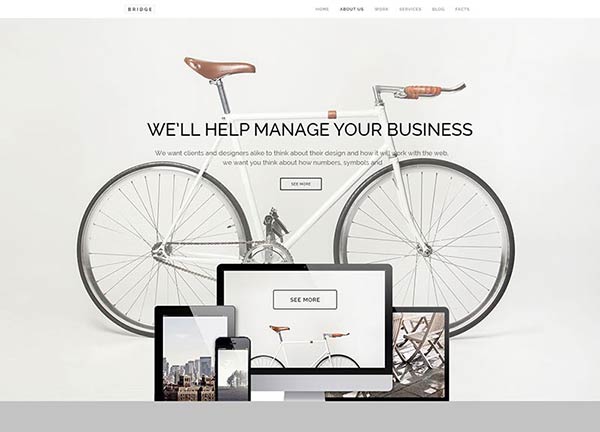 BRIDGE
HOME ABOUT US WORK SERVICES BLOG FACTS
WE'LL HELP MANAGE YOUR BUSINESS
We want clients and designers alike to think about their design and how it will work with the web,
we want you think about how numbers, symbols and
SEE MORE
SEE MORE